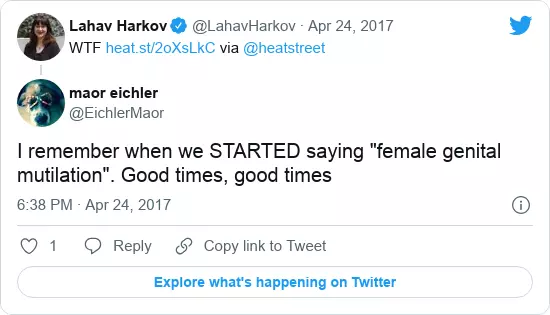 Lahav Harkov @LahavHarkov · Apr 24, 2017
WTF heat.st/2oXsLkC via @heatstreet
maor eichler
@EichlerMaor
I remember when we STARTED saying "female genital
mutilation". Good times, good times
6:38 PM · Apr 24, 2017
1 Reply Copy link to Tweet
Explore what's happening on Twitter